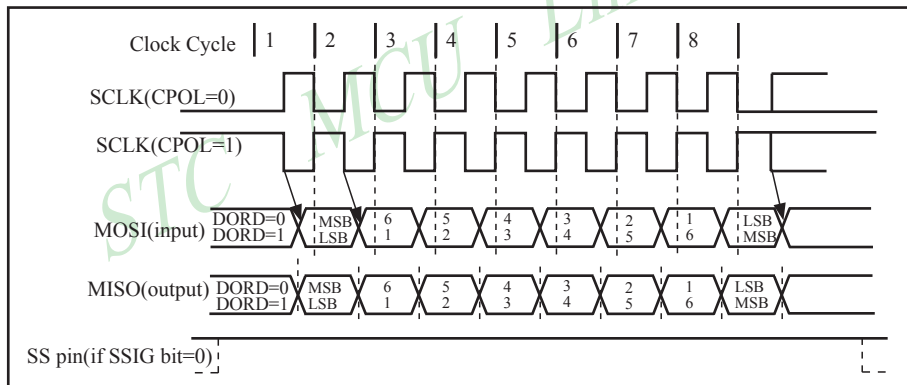 Clock Cycle 1 2 3 4 5 6 7 8
SCLK(CPOL=0)
SCLK(CPOL=1)
MOSI(input) DORD=0 MSB 6 5 4 3 2 1 LSB
DORD=1 LSB 1 2 3 4 5 6 MSB
MISO(output) DORD=0 MSB 6 5 4 3 2 1 LSB
DORD=1 LSB 1 2 3 4 5 6 MSB
SS pin(if SSIG bit=0)
STC MCU